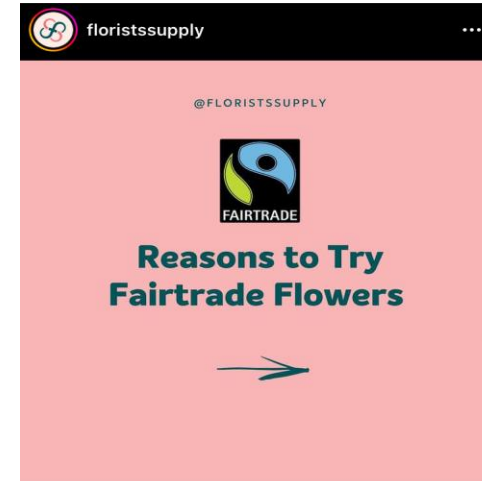 floristssupply
@FLORISTSSUPPLY
FAIRTRADE
Reasons to Try
Fairtrade Flowers